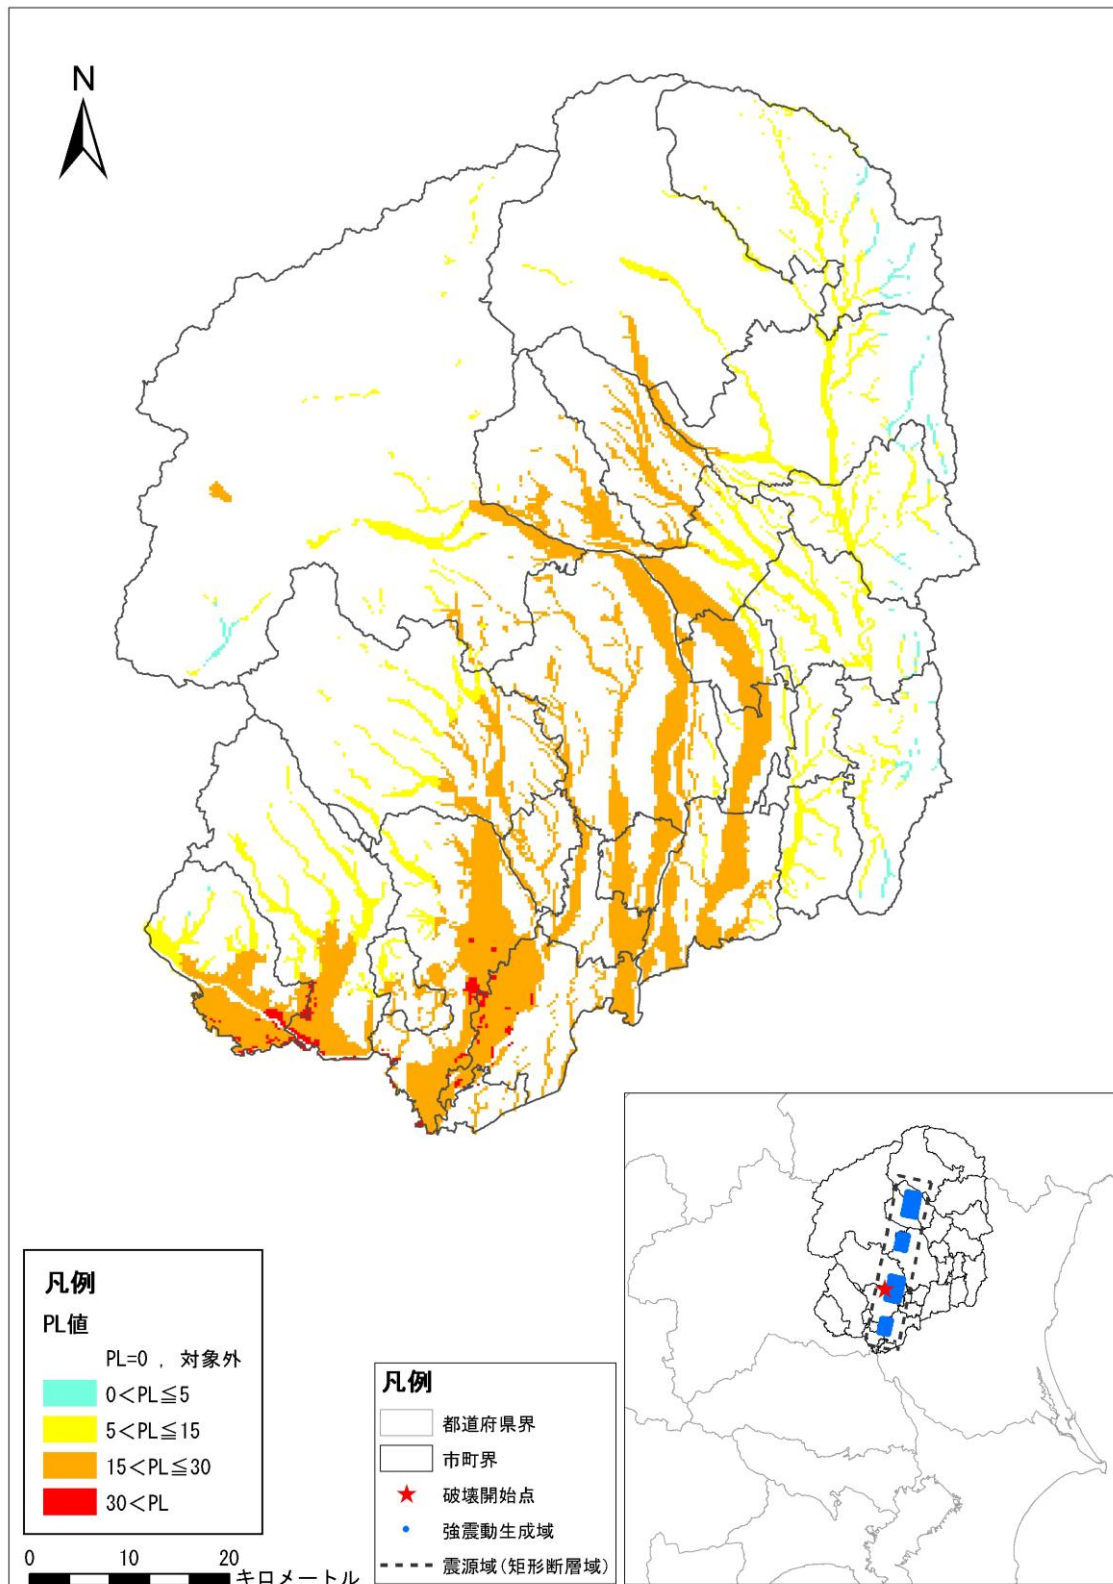 N
凡例
PL値
PL=0 , 対象外
0<PL≦5
5<PL≦15
15<PL≦30
30<PL
0 10 20
キロメートル
凡例
都道府県界
市町界
破壊開始点
強震動生成域
震源域(矩形断層域)